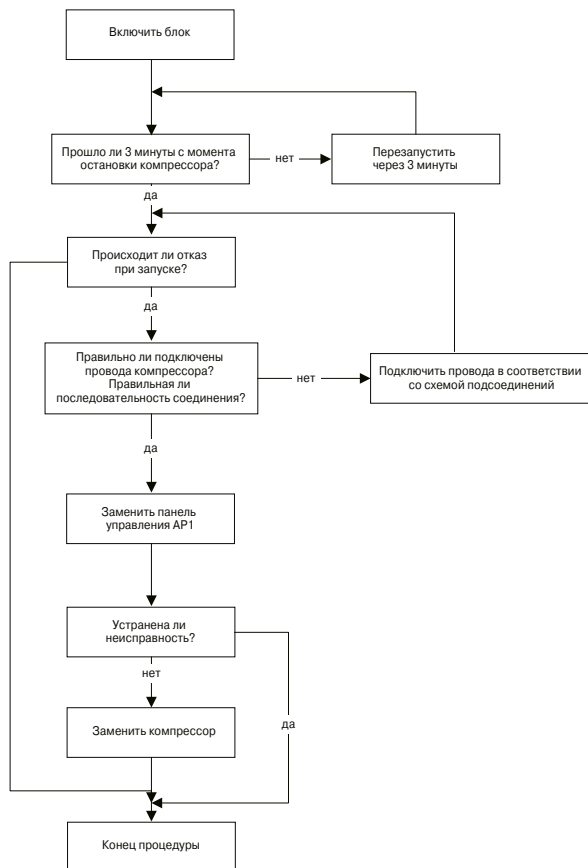 Включить блок
Прошло ли 3 минуты с момента
остановки компрессора?
нет
Перезапустить
через 3 минуты
да
Происходит ли отказ
при запуске?
да
Правильно ли подключены
провода компрессора?
Правильная ли
последовательность соединения?
нет
Подключить провода в соответствии
со схемой подсоединений
да
Заменить панель
управления AP1
Устранена ли
неисправность?
нет
да
Заменить компрессор
Конец процедуры